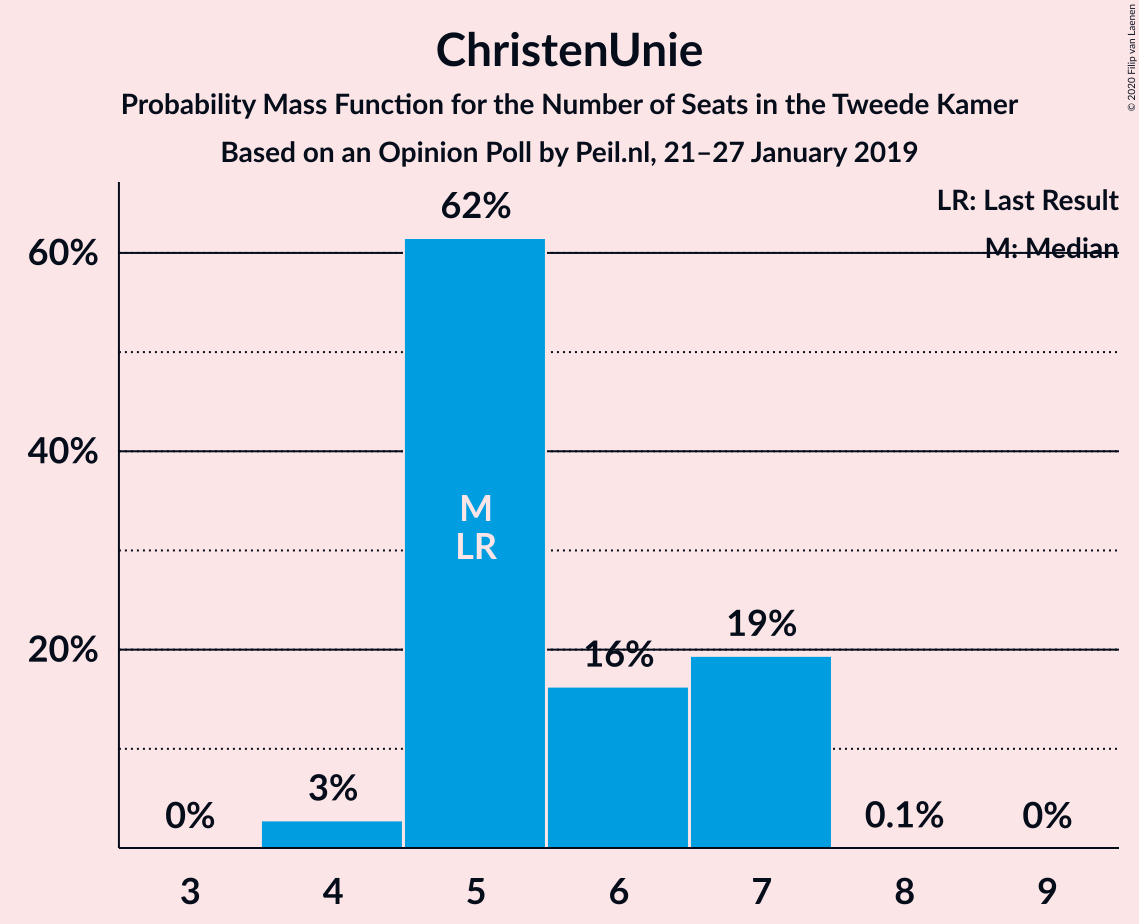 ChristenUnie
Probability Mass Function for the Number of Seats in the Tweede Kamer
Based on an Opinion Poll by Peil.nl, 21–27 January 2019
© 2020 Filip van Laenen
LR: Last Result
M: Median
60%
40%
20%
0%
3%
62%
M
LR
16%
19%
0.1%
0%
3 4 5 6 7 8 9